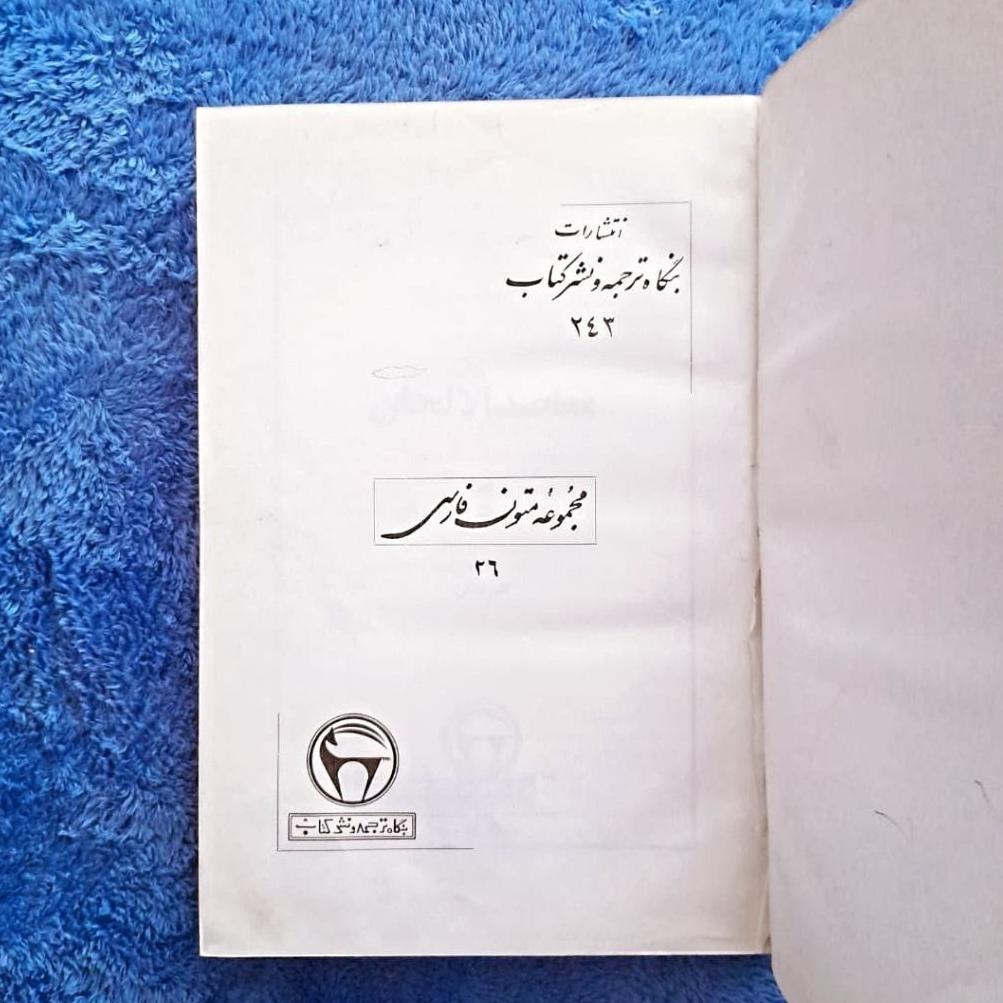 انتشارات
بنگاه ترجمه و نشر کتاب
۲۴۳
مجموعهٔ متون فارسی
۲۶
بنگاه ترجمه و نشر کتاب